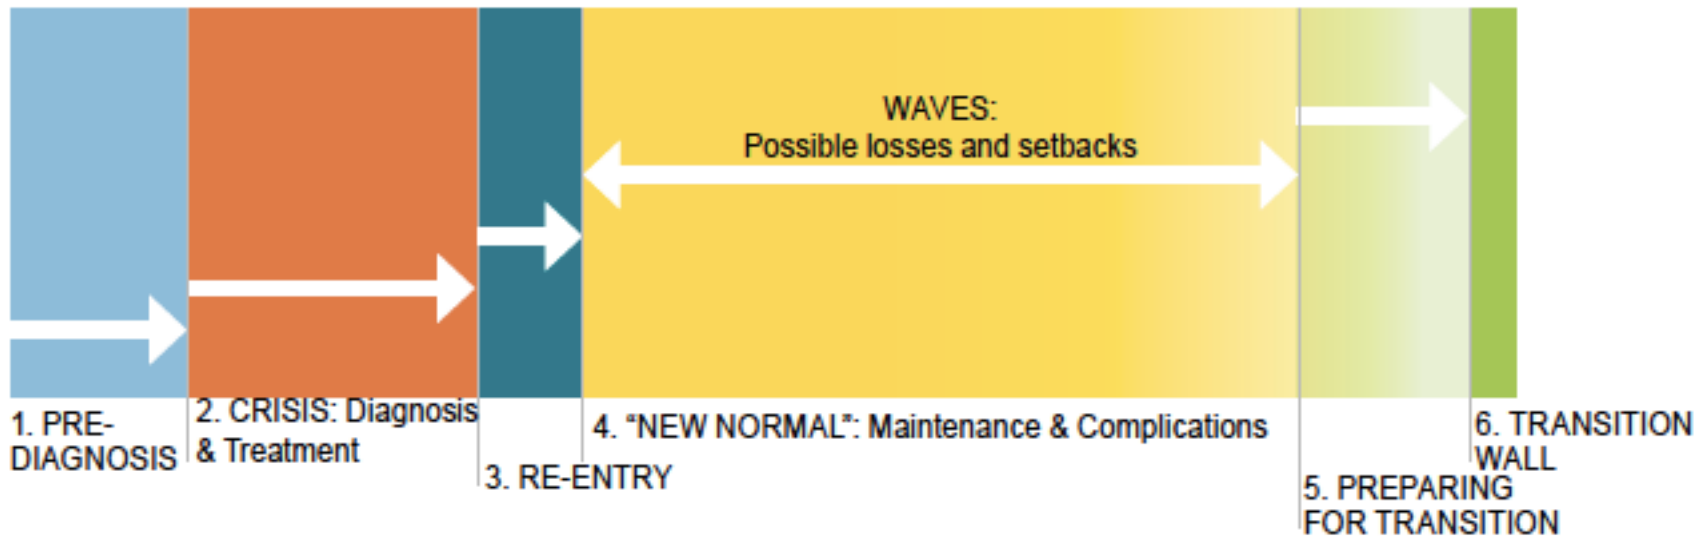 WAVES:
Possible losses and setbacks
1. PRE-
DIAGNOSIS
2. CRISIS: Diagnosis
& Treatment
3. RE-ENTRY
4. “NEW NORMAL”: Maintenance & Complications
5. PREPARING
FOR TRANSITION
6. TRANSITION
WALL